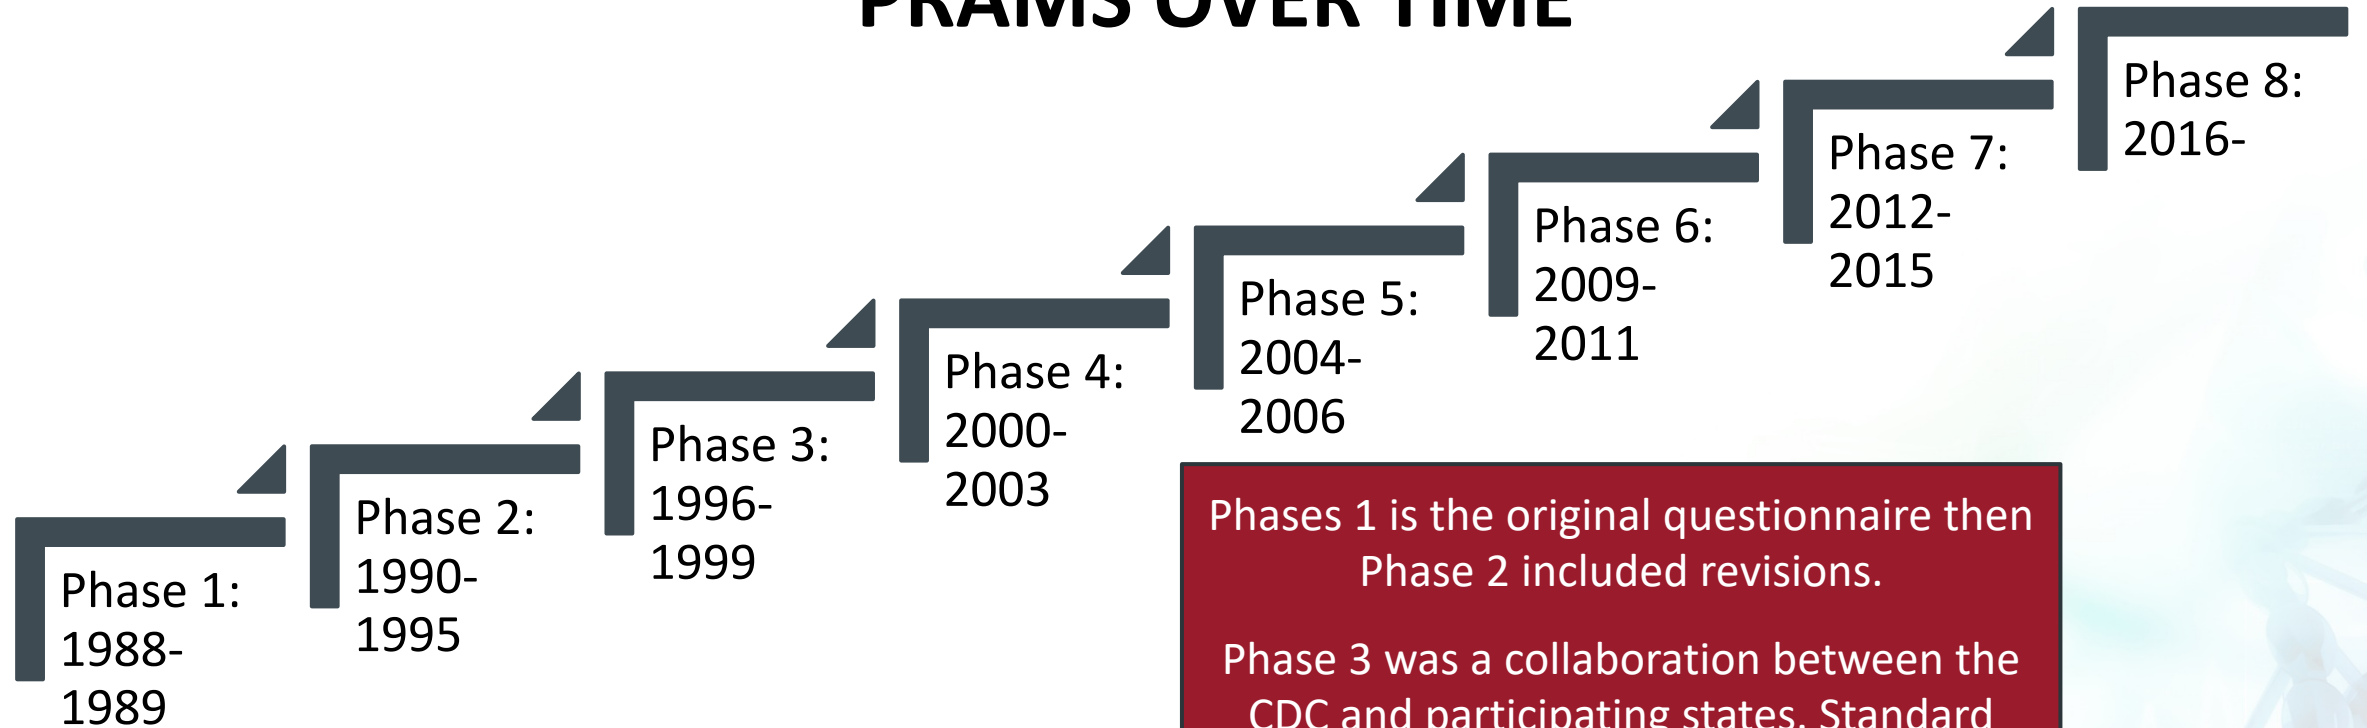 PRAMS OVER TIME
Phase 1:
1988-
1989
Phase 2:
1990-
1995
Phase 3:
1996-
1999
Phase 4:
2000-
2003
Phase 5:
2004-
2006
Phase 6:
2009-
2011
Phase 7:
2012-
2015
Phase 8:
2016-
Phases 1 is the original questionnaire then
Phase 2 included revisions.
Phase 3 was a collaboration between the
CDC and participating states. Standard